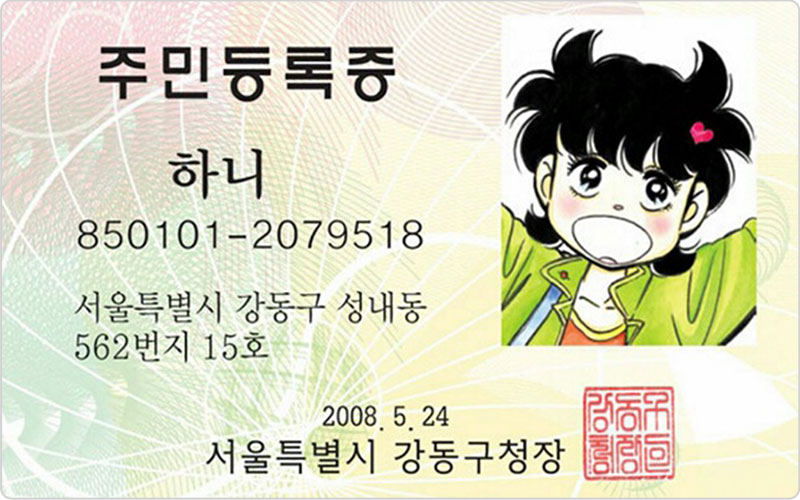 주민등록증
하니
850101-2079518
서울특별시 강동구 성내동
562번지 15호
2008. 5. 24
서울특별시 강동구청장